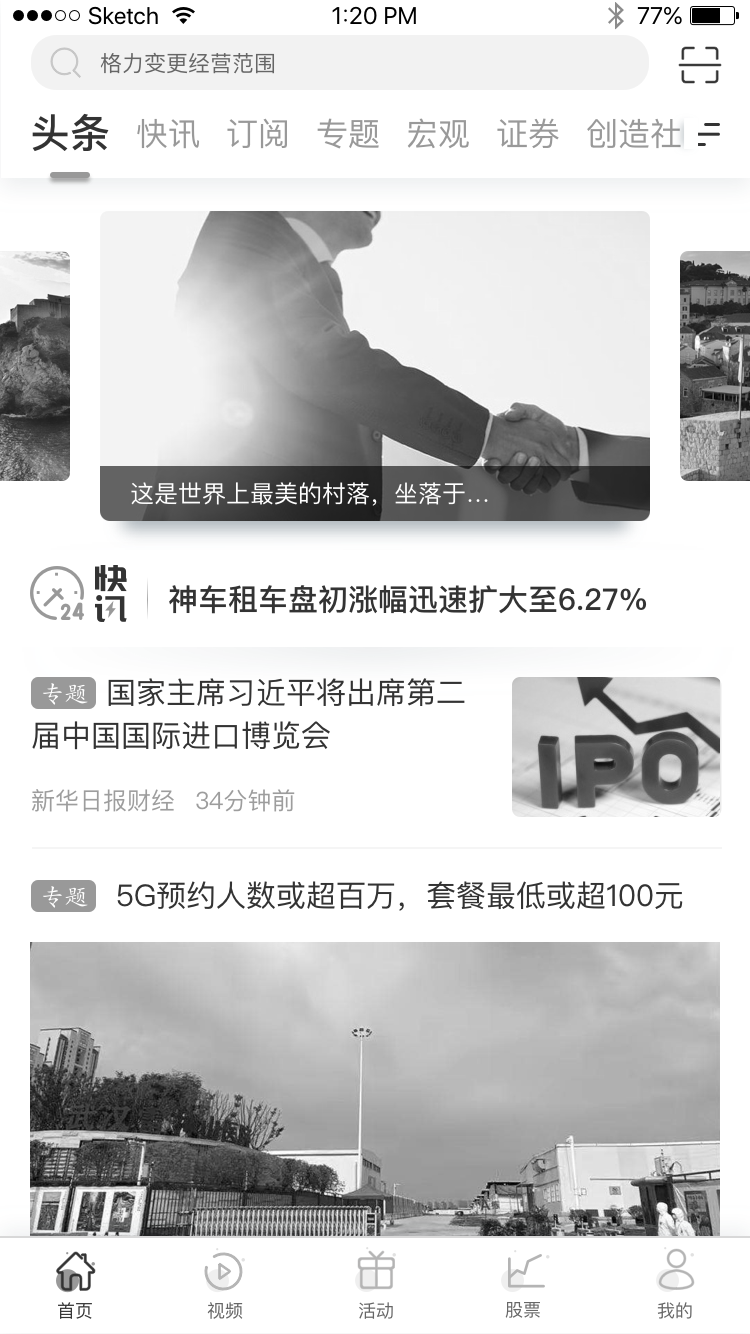 Sketch 1:20 PM 77%
格力变更经营范围
头条 快讯 订阅 专题 宏观 证券 创造社
这是世界上最美的村落，坐落于...
24 快讯 神车租车盘初涨幅迅速扩大至6.27%
专题 国家主席习近平将出席第二
届中国国际进口博览会
IPO
新华日报财经 34分钟前
专题 5G预约人数或超百万，套餐最低或超100元
武汉
首页 视频 活动 股票 我的